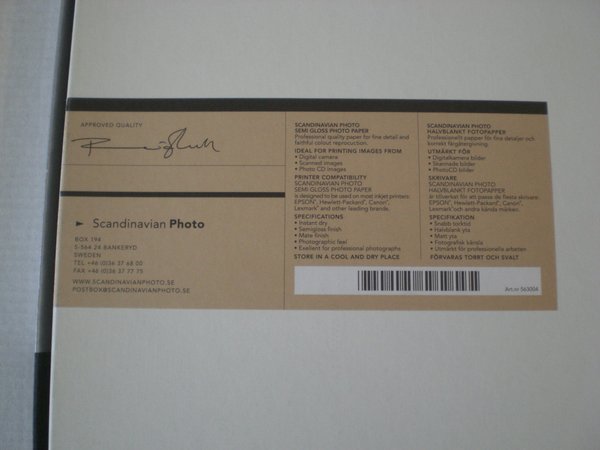 APPROVED QUALITY
Scandinavian Photo
BOX 194
S-564 24 BANKERYD
SWEDEN
TEL +46 (0)36 37 68 00
FAX +46 (0)36 37 77 75
WWW.SCANDINAVIANPHOTO.SE
POSTBOX@SCANDINAVIANPHOTO.SE
SCANDINAVIAN PHOTO
SEMI GLOSS PHOTO PAPER
Professional quality paper for fine detail and
faithful colour reproduction.
IDEAL FOR PRINTING IMAGES FROM
• Digital camera
• Scanned images
• Photo CD images
PRINTER COMPATIBILITY
SCANDINAVIAN PHOTO
SEMI GLOSS PHOTO PAPER
is designed to be used on most inkjet printers:
EPSON, Hewlett-Packard, Canon,
Lexmark and other leading brands.
SPECIFICATIONS
• Instant dry
• Semigloss finish
• Mate finish
• Photographic feel
• Exellent for professional photographs
STORE IN A COOL AND DRY PLACE
SCANDINAVIAN PHOTO
HALVBLANKT FOTOPAPPER
Professionellt papper för fina detaljer och
korrekt färgåtergivning.
UTMÄRKT FÖR
• Digitalkamera bilder
• Skannade bilder
• PhotoCD bilder
SKRIVARE
SCANDINAVIAN PHOTO
HALVBLANKT FOTOPAPPER
är tillverkat för att passa de flesta skrivare:
EPSON, Hewlett-Packard, Canon,
Lexmark och andra kända märken.
SPECIFIKATION
• Snabb torktid
• Halvblank yta
• Matt yta
• Fotografisk känsla
• Utmärkt för professionella arbeten
FÖRVARAS TORRT OCH SVALT
Art.nr 563004